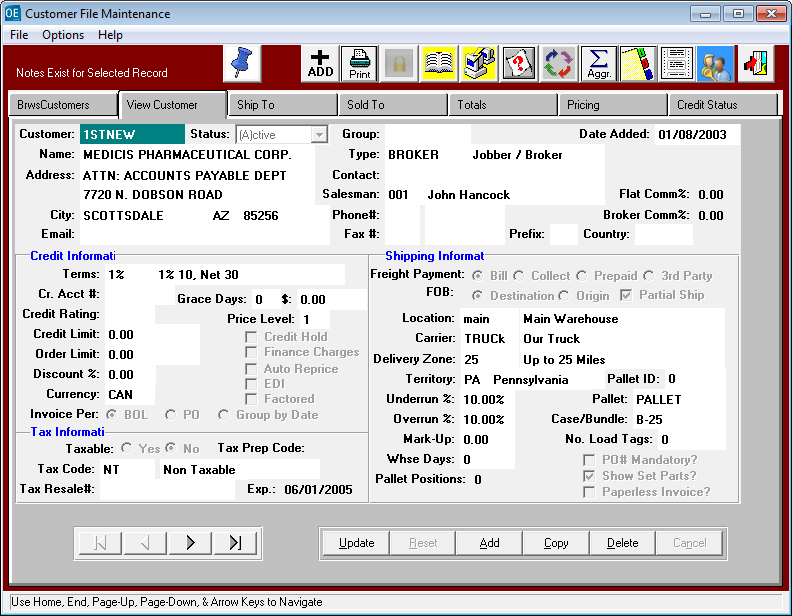 OE Customer File Maintenance
File Options Help
Notes Exist for Selected Record
ADD Print Aggr.
BrwsCustomers View Customer Ship To Sold To Totals Pricing Credit Status
Customer: 1STNEW Status: (A)ctive Group: Date Added: 01/08/2003
Name: MEDICIS PHARMACEUTICAL CORP. Type: BROKER Jobber / Broker
Address: ATTN: ACCOUNTS PAYABLE DEPT Contact:
7720 N. DOBSON ROAD Salesman: 001 John Hancock Flat Comm%: 0.00
City: SCOTTSDALE AZ 85256 Phone#: Broker Comm%: 0.00
Email: Fax #: Prefix: Country:
Credit Informati
Terms: 1% 1% 10, Net 30
Cr. Acct #: Grace Days: 0 $: 0.00
Credit Rating: Price Level: 1
Credit Limit: 0.00 Credit Hold
Order Limit: 0.00 Finance Charges
Discount %: 0.00 Auto Reprice
EDI
Currency: CAN Factored
Invoice Per: BOL PO Group by Date
Tax Informati
Taxable: Yes No Tax Prep Code:
Tax Code: NT Non Taxable
Tax Resale#: Exp.: 06/01/2005
Shipping Informat
Freight Payment: Bill Collect Prepaid 3rd Party
FOB: Destination Origin Partial Ship
Location: main Main Warehouse
Carrier: TRUCk Our Truck
Delivery Zone: 25 Up to 25 Miles
Territory: PA Pennsylvania Pallet ID: 0
Underrun %: 10.00% Pallet: PALLET
Overrun %: 10.00% Case/Bundle: B-25
Mark-Up: 0.00 No. Load Tags: 0
Whse Days: 0 PO# Mandatory?
Pallet Positions: 0 Show Set Parts?
Paperless Invoice?
Update Reset Add Copy Delete Cancel
Use Home, End, Page-Up, Page-Down, & Arrow Keys to Navigate